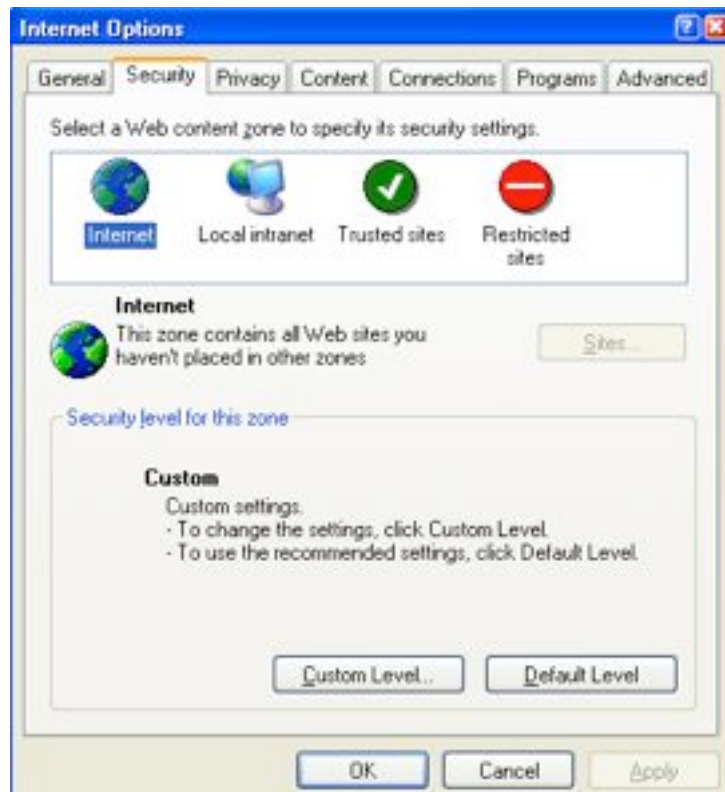 Internet Options
General Security Privacy Content Connections Programs Advanced
Select a Web content zone to specify its security settings.
Internet Local intranet Trusted sites Restricted sites
Internet
This zone contains all Web sites you
haven't placed in other zones
Sites...
Security level for this zone
Custom
Custom settings.
- To change the settings, click Custom Level.
- To use the recommended settings, click Default Level.
Custom Level... Default Level
OK Cancel Apply